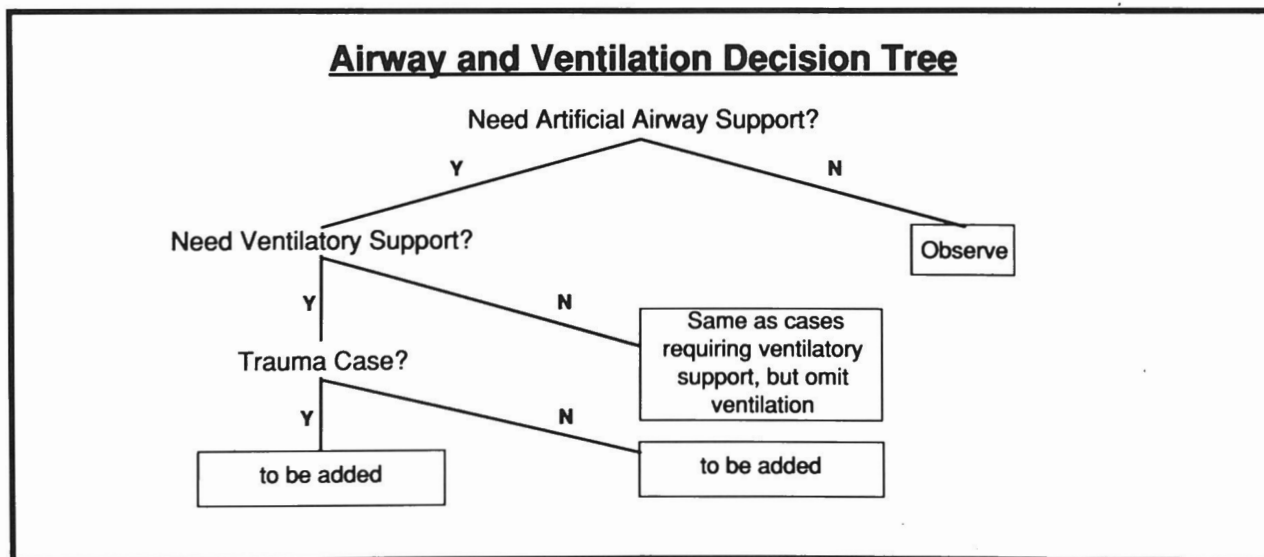 Airway and Ventilation Decision Tree
Need Artificial Airway Support?
Y
N
Need Ventilatory Support?
Observe
Y
N
Same as cases
requiring ventilatory
support, but omit
ventilation
Trauma Case?
Y
N
to be added
to be added